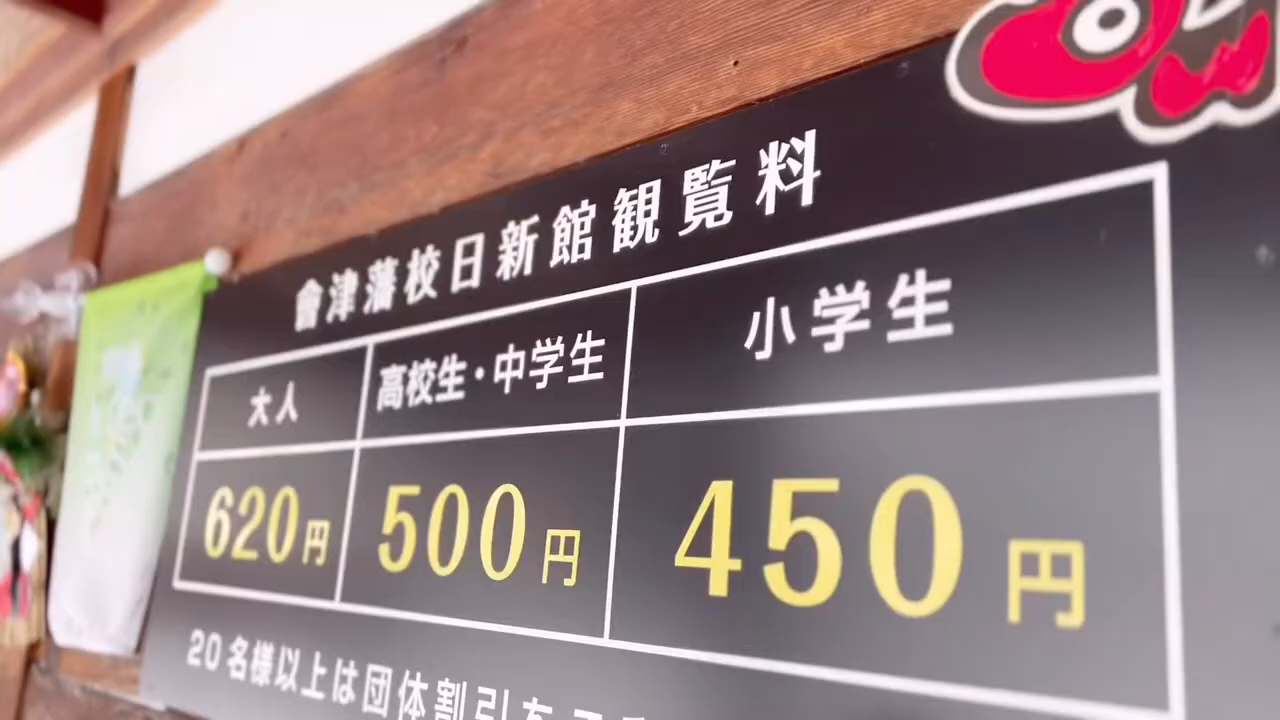 會津藩校日新館観覧料
大人 高校生・中学生 小学生
620円 500円 450円
20名様以上は団体割引を